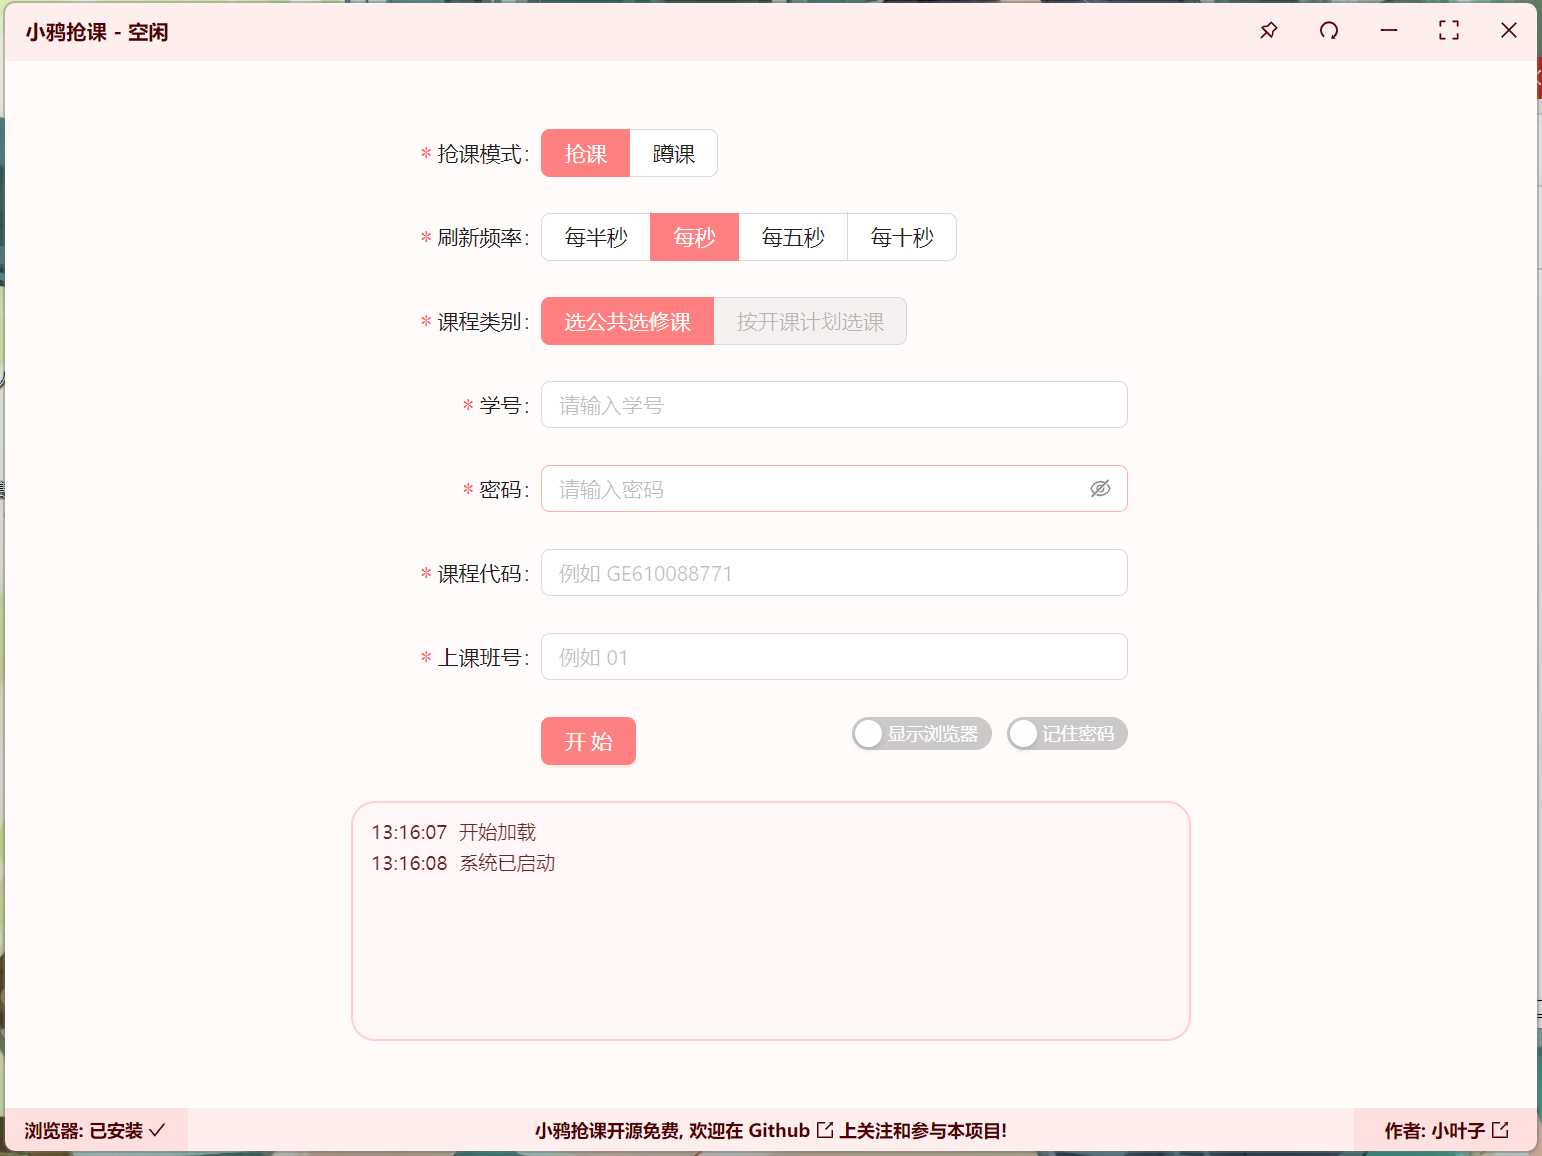 小鸦抢课 - 空闲
* 抢课模式: 抢课 蹲课
* 刷新频率: 每半秒 每秒 每五秒 每十秒
* 课程类别: 选公共选修课 按开课计划选课
* 学号: 请输入学号
* 密码: 请输入密码
* 课程代码: 例如 GE610088771
* 上课班号: 例如 01
开 始 显示浏览器 记住密码
13:16:07 开始加载
13:16:08 系统已启动
浏览器: 已安装 小鸦抢课开源免费, 欢迎在 Github 上关注和参与本项目! 作者: 小叶子